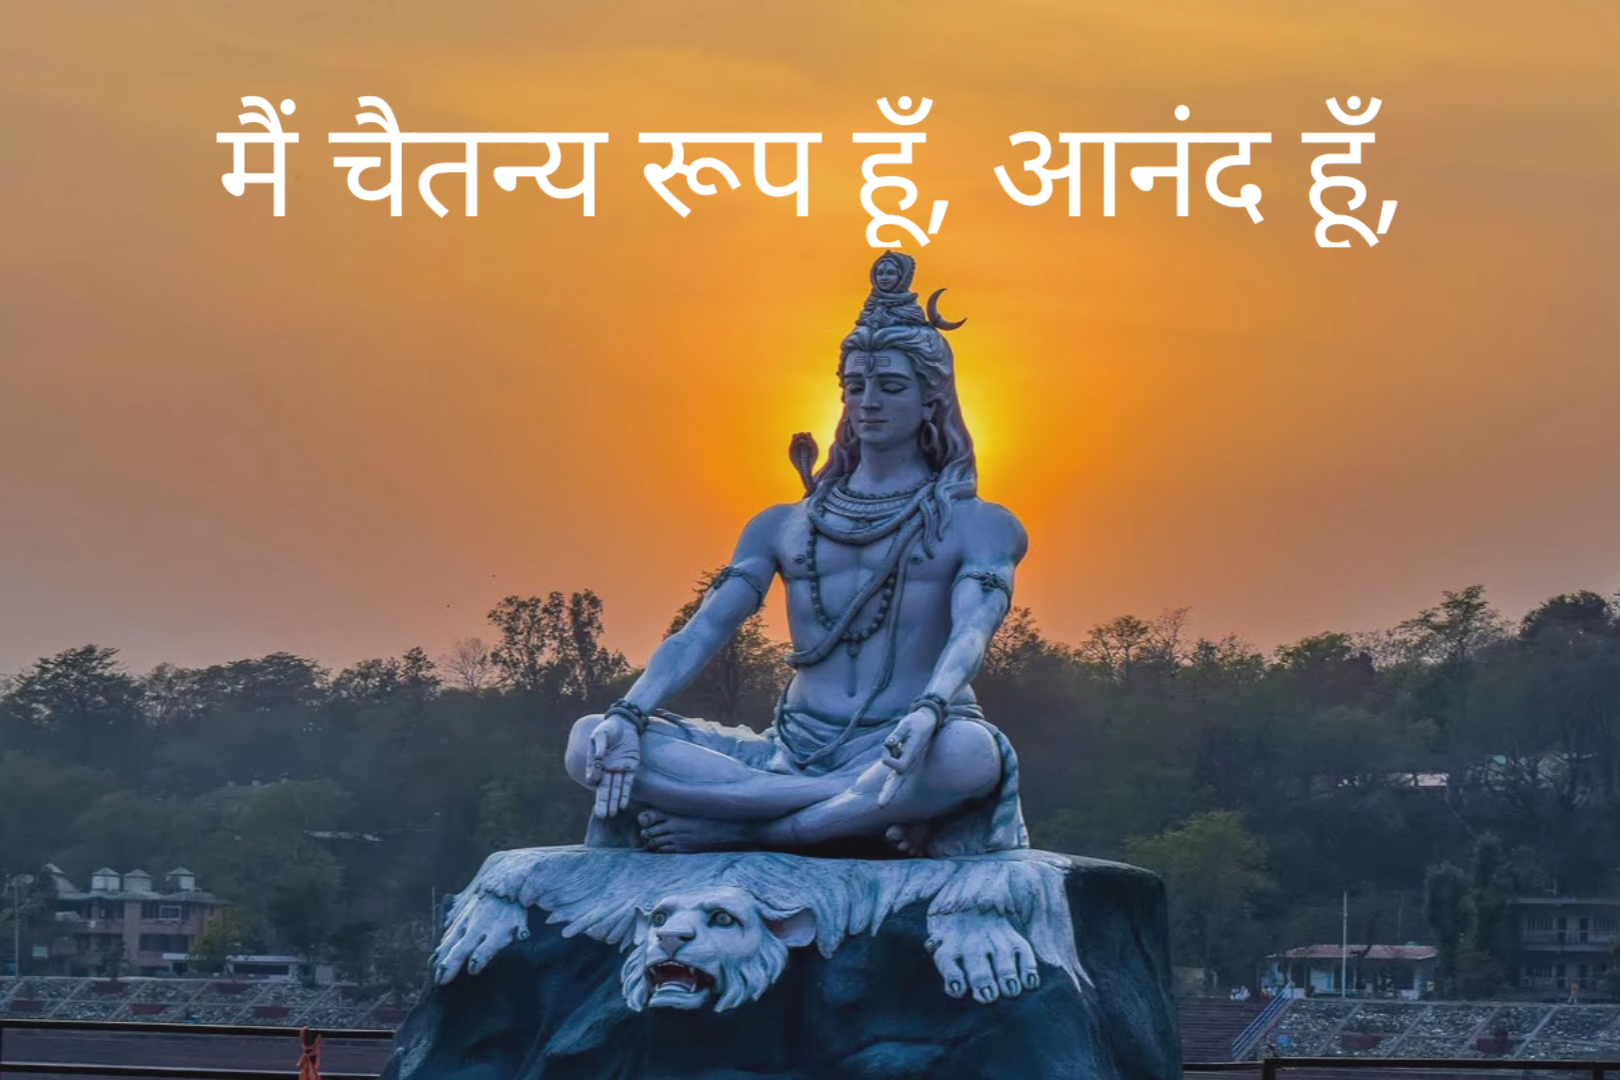 मैं चैतन्य रूप हूँ, आनंद हूँ,